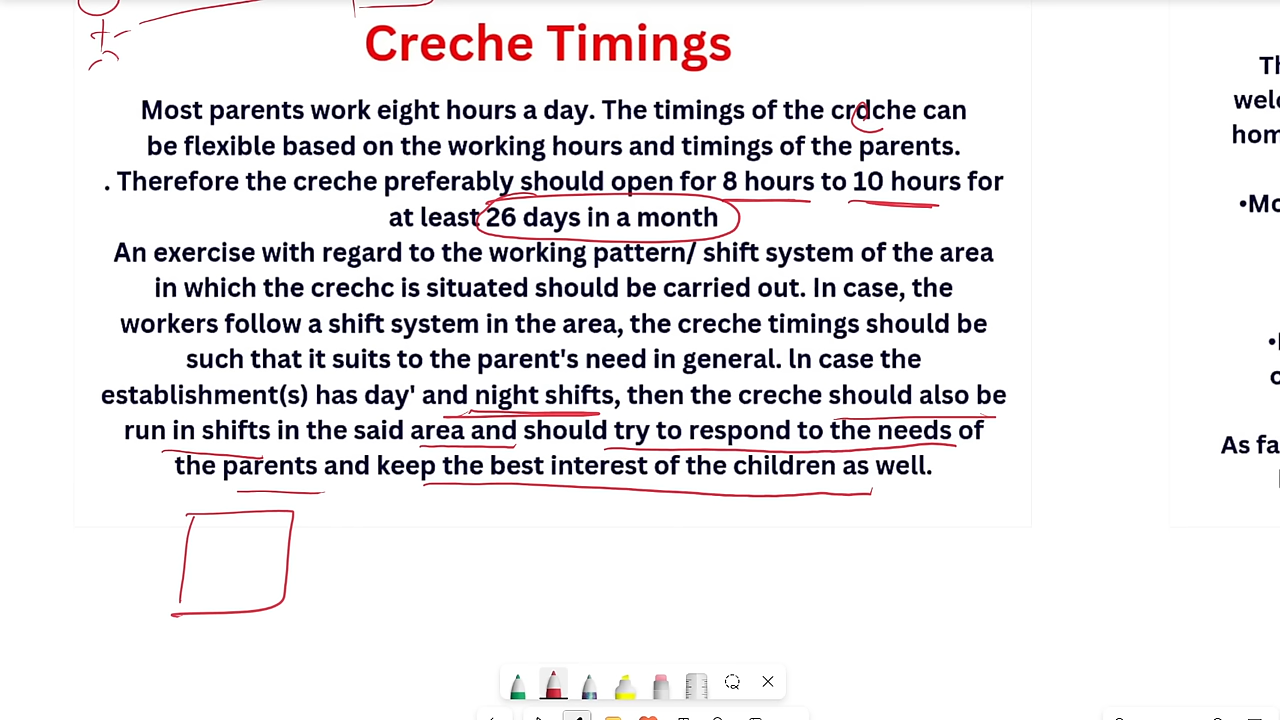 Creche Timings
Most parents work eight hours a day. The timings of the crdche can
be flexible based on the working hours and timings of the parents.
. Therefore the creche preferably should open for 8 hours to 10 hours for
at least 26 days in a month
An exercise with regard to the working pattern/ shift system of the area
in which the crechc is situated should be carried out. In case, the
workers follow a shift system in the area, the creche timings should be
such that it suits to the parent's need in general. ln case the
establishment(s) has day' and night shifts, then the creche should also be
run in shifts in the said area and should try to respond to the needs of
the parents and keep the best interest of the children as well.
•Mo
As fa